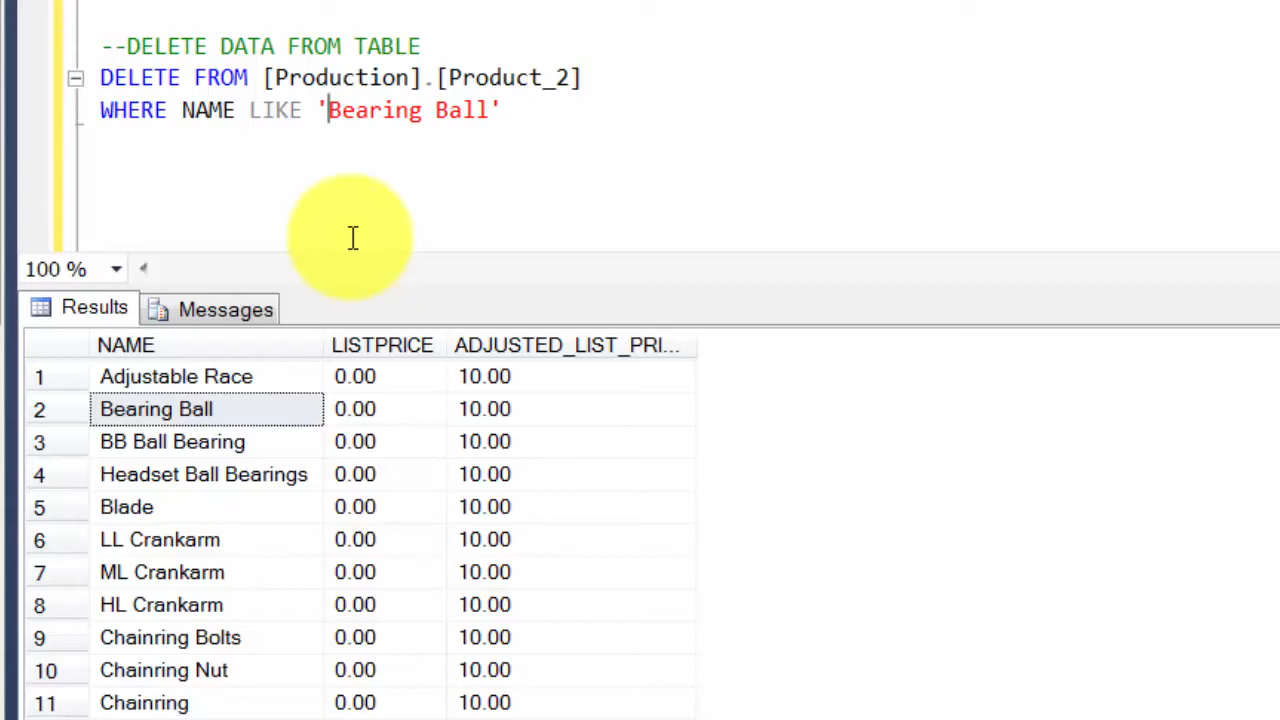 --DELETE DATA FROM TABLE
DELETE FROM [Production].[Product_2]
WHERE NAME LIKE 'Bearing Ball'
100 %
Results Messages
NAME LISTPRICE ADJUSTED_LIST_PRI...
1 Adjustable Race 0.00 10.00
2 Bearing Ball 0.00 10.00
3 BB Ball Bearing 0.00 10.00
4 Headset Ball Bearings 0.00 10.00
5 Blade 0.00 10.00
6 LL Crankarm 0.00 10.00
7 ML Crankarm 0.00 10.00
8 HL Crankarm 0.00 10.00
9 Chainring Bolts 0.00 10.00
10 Chainring Nut 0.00 10.00
11 Chainring 0.00 10.00